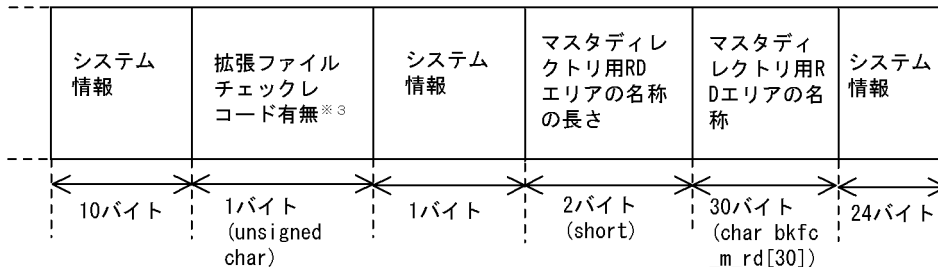 システム
情報
拡張ファイル
チェックレ
コード有無※3
システム
情報
マスタディレ
クトリ用RD
エリアの名称
の長さ
マスタディ
レクトリ用R
Dエリアの名
称
システム
情報
10バイト
1バイト
(unsigned
char)
1バイト
2バイト
(short)
30バイト
(char bkfc
m rd[30])
24バイト